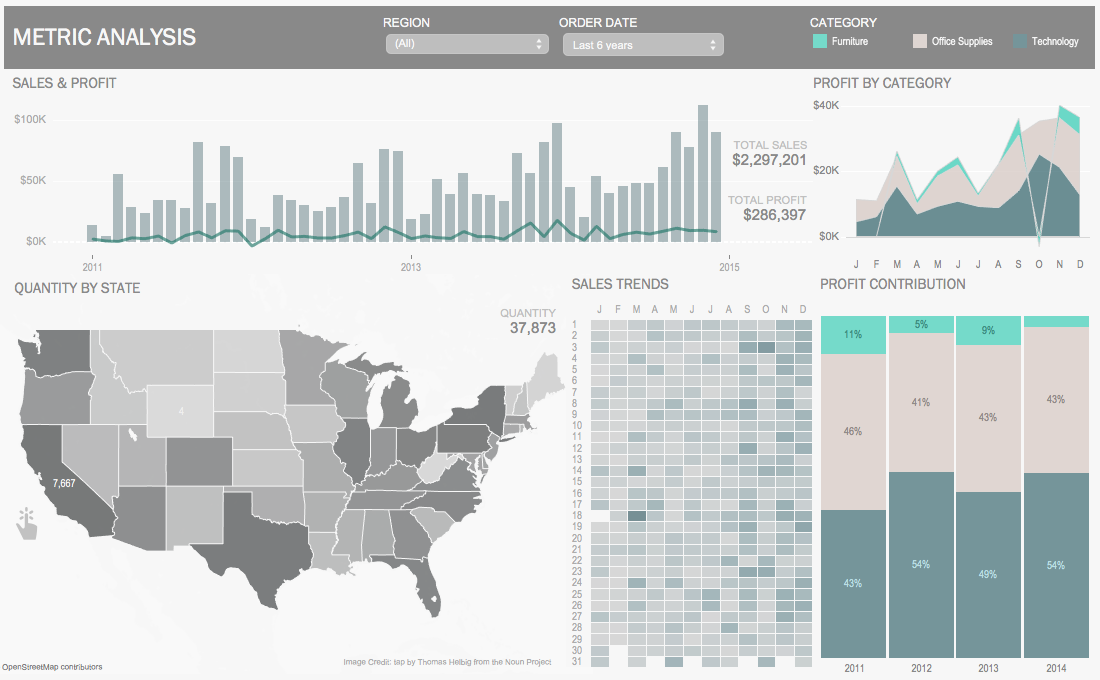 METRIC ANALYSIS
REGION
(All)
ORDER DATE
Last 6 years
CATEGORY
Furniture
Office Supplies
Technology
SALES & PROFIT
$100K
$50K
$0K
2011
2013
2015
TOTAL SALES
$2,297,201
TOTAL PROFIT
$286,397
PROFIT BY CATEGORY
$40K
$20K
$0K
J F M A M J J A S O N D
QUANTITY BY STATE
QUANTITY
37,873
4
7,667
OpenStreetMap contributors
Image Credit: tap by Thomas Helbig from the Noun Project
SALES TRENDS
J F M A M J J A S O N D
1
2
3
4
5
6
7
8
9
10
11
12
13
14
15
16
17
18
19
20
21
22
23
24
25
26
27
28
29
30
31
PROFIT CONTRIBUTION
11%
46%
43%
5%
41%
54%
9%
43%
49%
43%
54%
2011
2012
2013
2014